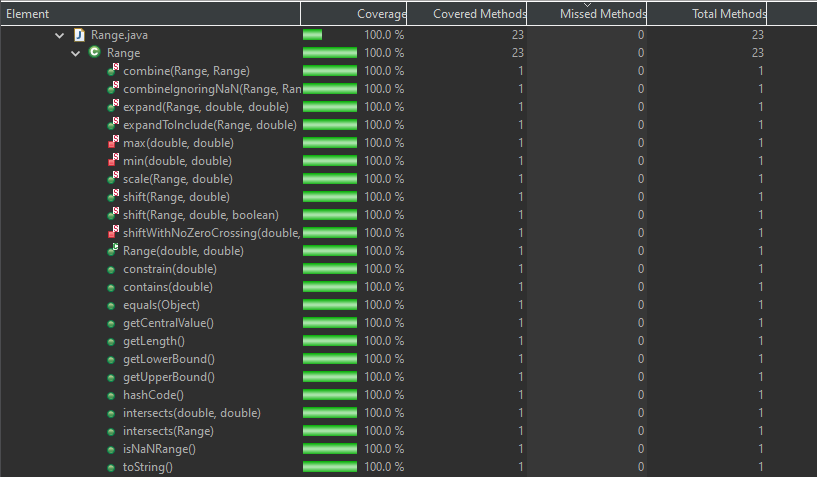 Element Coverage Covered Methods Missed Methods Total Methods
Range.java 100.0 % 23 0 23
Range 100.0 % 23 0 23
combine(Range, Range) 100.0 % 1 0 1
combineIgnoringNaN(Range, Ran 100.0 % 1 0 1
expand(Range, double, double) 100.0 % 1 0 1
expandToInclude(Range, double) 100.0 % 1 0 1
max(double, double) 100.0 % 1 0 1
min(double, double) 100.0 % 1 0 1
scale(Range, double) 100.0 % 1 0 1
shift(Range, double) 100.0 % 1 0 1
shift(Range, double, boolean) 100.0 % 1 0 1
shiftWithNoZeroCrossing(double, 100.0 % 1 0 1
Range(double, double) 100.0 % 1 0 1
constrain(double) 100.0 % 1 0 1
contains(double) 100.0 % 1 0 1
equals(Object) 100.0 % 1 0 1
getCentralValue() 100.0 % 1 0 1
getLength() 100.0 % 1 0 1
getLowerBound() 100.0 % 1 0 1
getUpperBound() 100.0 % 1 0 1
hashCode() 100.0 % 1 0 1
intersects(double, double) 100.0 % 1 0 1
intersects(Range) 100.0 % 1 0 1
isNaNRange() 100.0 % 1 0 1
toString() 100.0 % 1 0 1